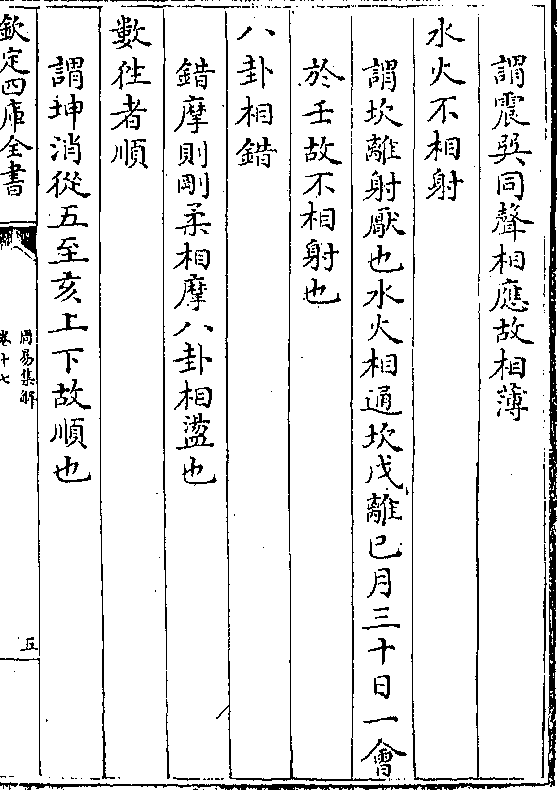 謂震巽同聲相應故相薄
水火不相射
謂坎離射厭也水火相通坎戊離已月三十日一會
於壬故不相射也
八卦相錯
錯摩則剛柔相摩八卦相盪也
數徃者順
謂坤消從五至亥上下故順也
欽定四庫全書
周易集解
卷十七
五